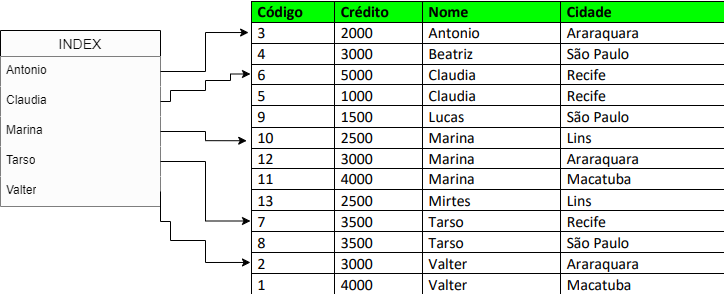 INDEX
Antonio
Claudia
Marina
Tarso
Valter
Código Crédito Nome Cidade
3 2000 Antonio Araraquara
4 3000 Beatriz São Paulo
6 5000 Claudia Recife
5 1000 Claudia Recife
9 1500 Lucas São Paulo
10 2500 Marina Lins
12 3000 Marina Araraquara
11 4000 Marina Macatuba
13 2500 Mirtes Lins
7 3500 Tarso Recife
8 3500 Tarso São Paulo
2 3000 Valter Araraquara
1 4000 Valter Macatuba